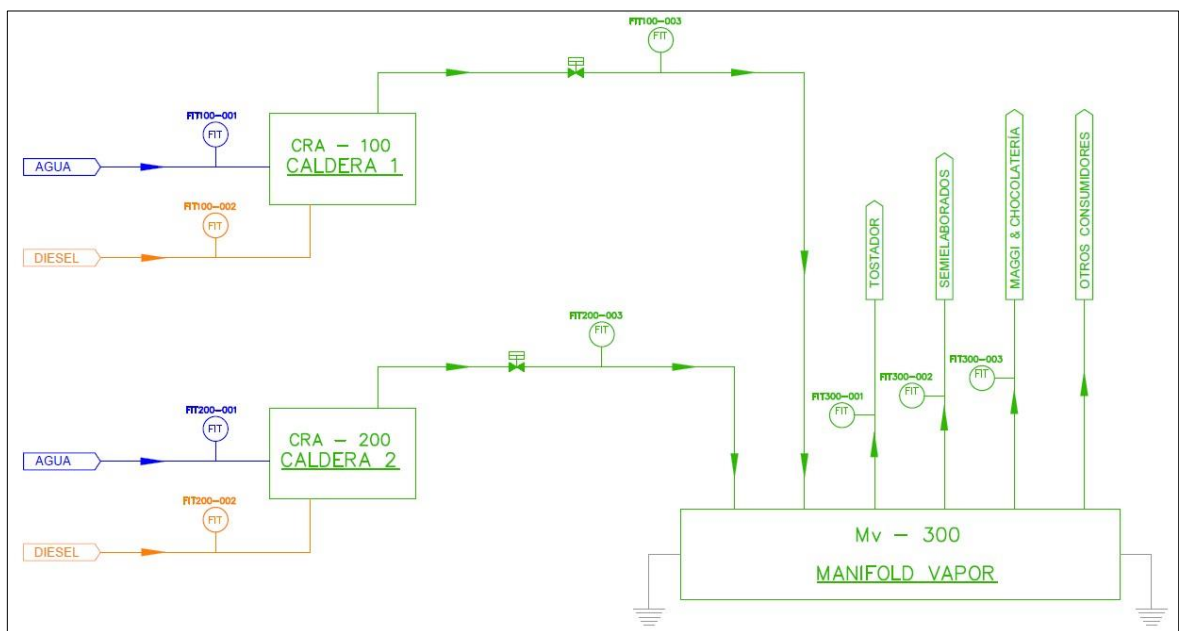 FIT100-003
FIT
FIT100-001
FIT
CRA - 100
CALDERA 1
AGUA
FIT100-002
FIT
DIESEL
TOSTADOR
SEMIELABORADOS
MAGGI & CHOCOLATERÍA
OTROS CONSUMIDORES
FIT200-003
FIT
FIT300-001
FIT
FIT300-002
FIT
FIT300-003
FIT
FIT200-001
FIT
CRA - 200
CALDERA 2
AGUA
FIT200-002
FIT
DIESEL
Mv - 300
MANIFOLD VAPOR